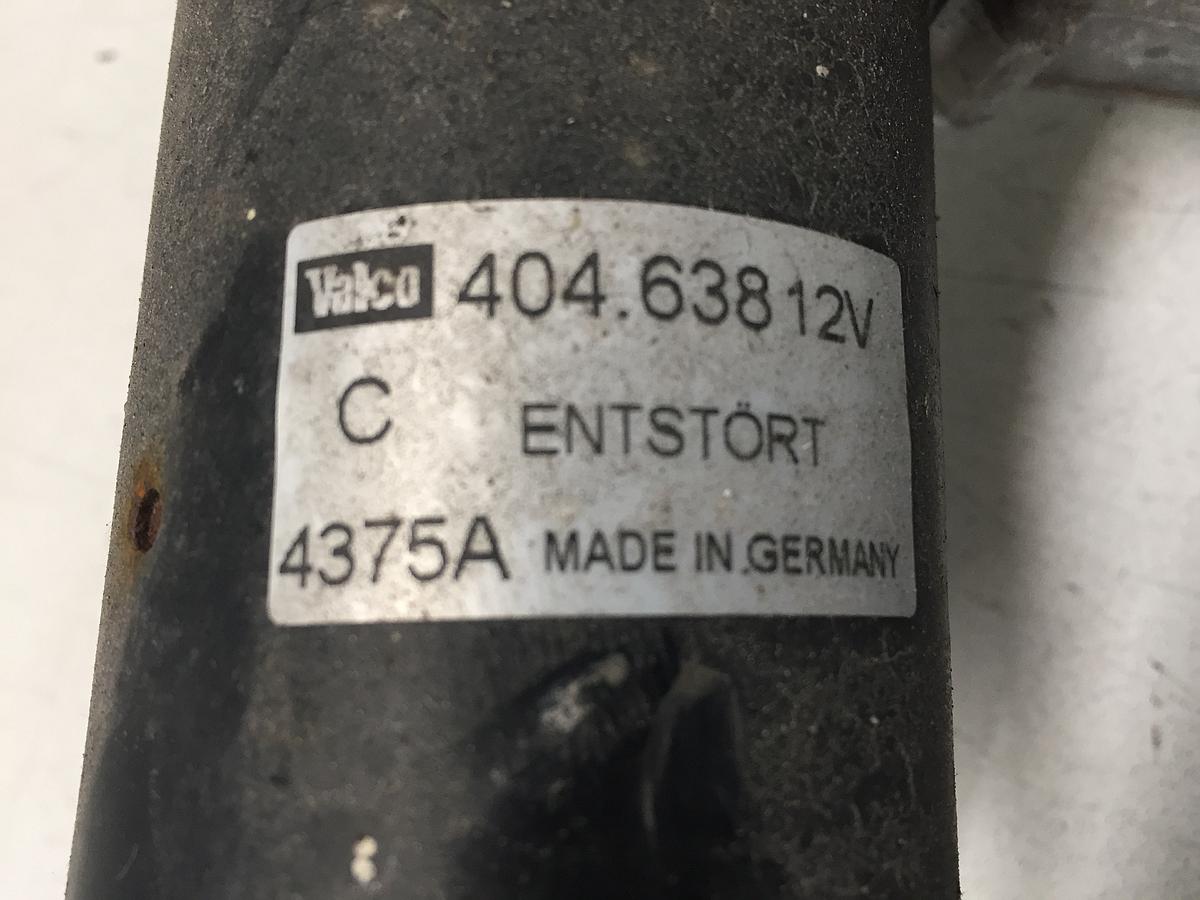 Valeo 404.638 12V
C ENTSTÖRT
4375A MADE IN GERMANY